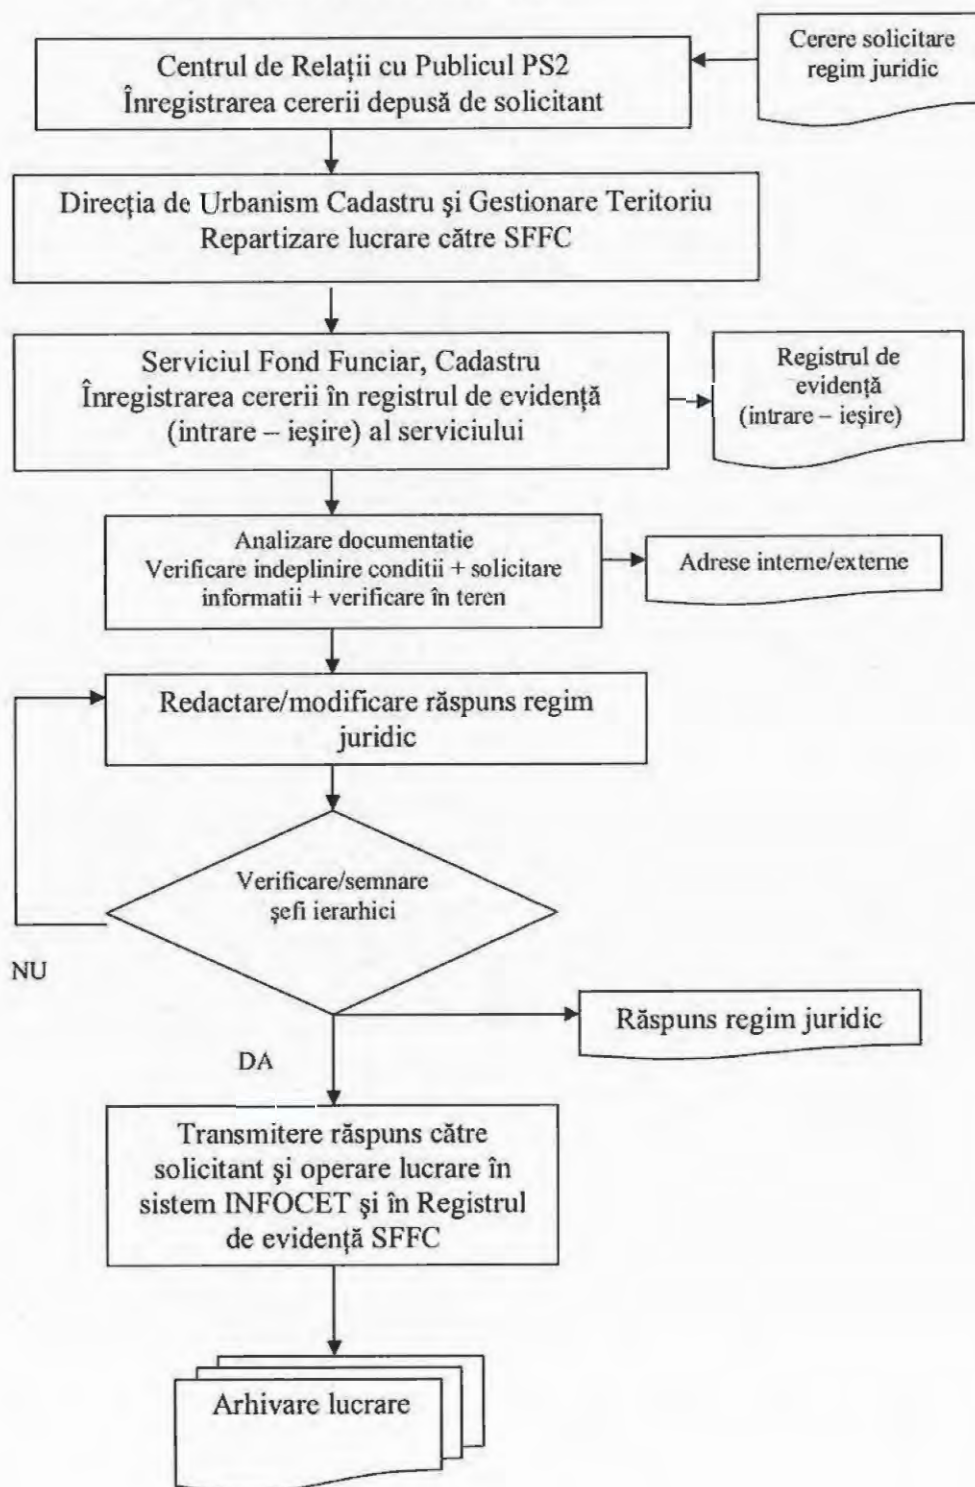 Cerere solicitare
regim juridic
Centrul de Relații cu Publicul PS2
Înregistrarea cererii depusă de solicitant
Direcția de Urbanism Cadastru și Gestionare Teritoriu
Repartizare lucrare către SFFC
Serviciul Fond Funciar, Cadastru
Înregistrarea cererii în registrul de evidență
(intrare – ieșire) al serviciului
Registrul de
evidență
(intrare – ieșire)
Analizare documentatie
Verificare indeplinire conditii + solicitare
informatii + verificare în teren
Adrese interne/externe
Redactare/modificare răspuns regim
juridic
Verificare/semnare
șefi ierarhici
NU
Răspuns regim juridic
DA
Transmitere răspuns către
solicitant și operare lucrare în
sistem INFOCET și în Registrul
de evidență SFFC
Arhivare lucrare